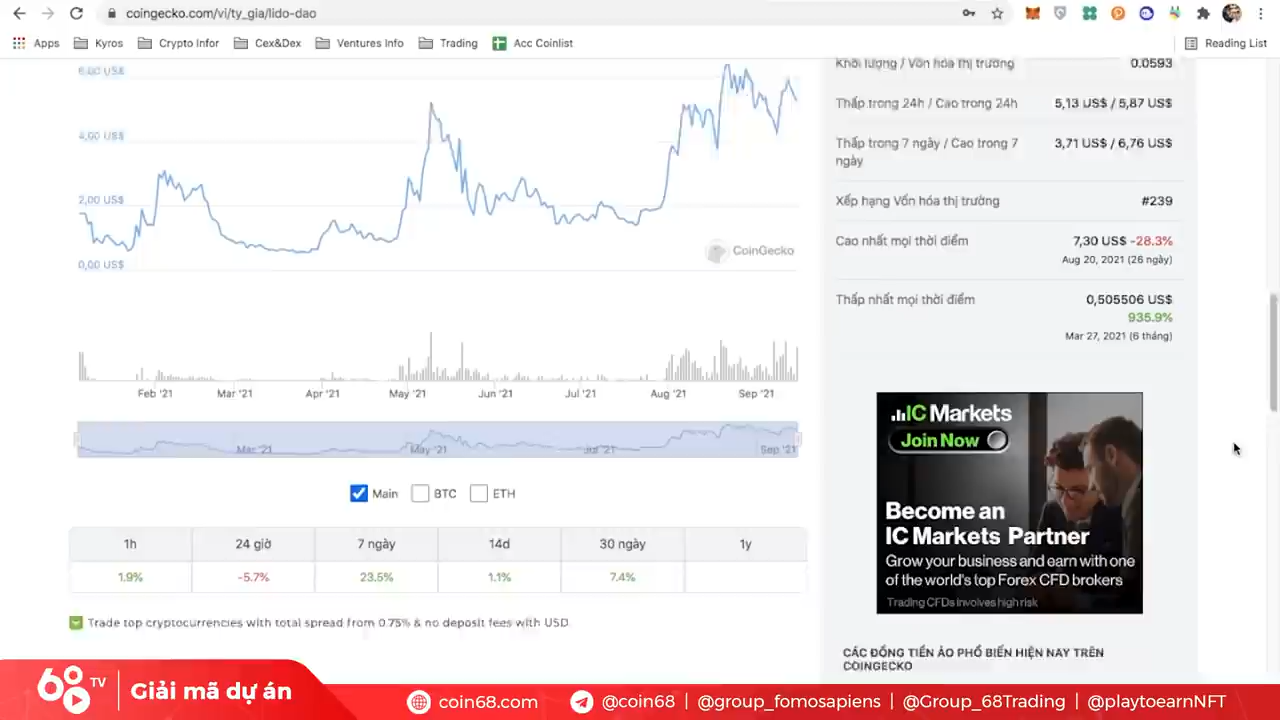 coingecko.com/vi/ty_gia/lido-dao
Apps Kyros Crypto Infor Cex&Dex Ventures Info Trading Acc Coinlist Reading List
6,00 US$
4,00 US$
2,00 US$
0,00 US$
CoinGecko
Feb '21 Mar '21 Apr '21 May '21 Jun '21 Jul '21 Aug '21 Sep '21
Mar '21 May '21 Jul '21 Sep '21
Main BTC ETH
1h 24 giờ 7 ngày 14d 30 ngày 1y
1.9% -5.7% 23.5% 1.1% 7.4%
Trade top cryptocurrencies with total spread from 0.75% & no deposit fees with USD
Khối lượng / Vốn hóa thị trường 0.0593
Thấp trong 24h / Cao trong 24h 5,13 US$ / 5,87 US$
Thấp trong 7 ngày / Cao trong 7 3,71 US$ / 6,76 US$
ngày
Xếp hạng Vốn hóa thị trường #239
Cao nhất mọi thời điểm 7,30 US$ -28.3%
Aug 20, 2021 (26 ngày)
Thấp nhất mọi thời điểm 0,505506 US$
935.9%
Mar 27, 2021 (6 tháng)
IC Markets
Join Now
Become an
IC Markets Partner
Grow your business and earn with one
of the world's top Forex CFD brokers
Trading CFDs involves high risk
CÁC ĐỒNG TIỀN ẢO PHỔ BIẾN HIỆN NAY TRÊN
COINGECKO
68 TV Giải mã dự án
coin68.com @coin68 | @group_fomosapiens | @Group_68Trading | @playtoearnNFT